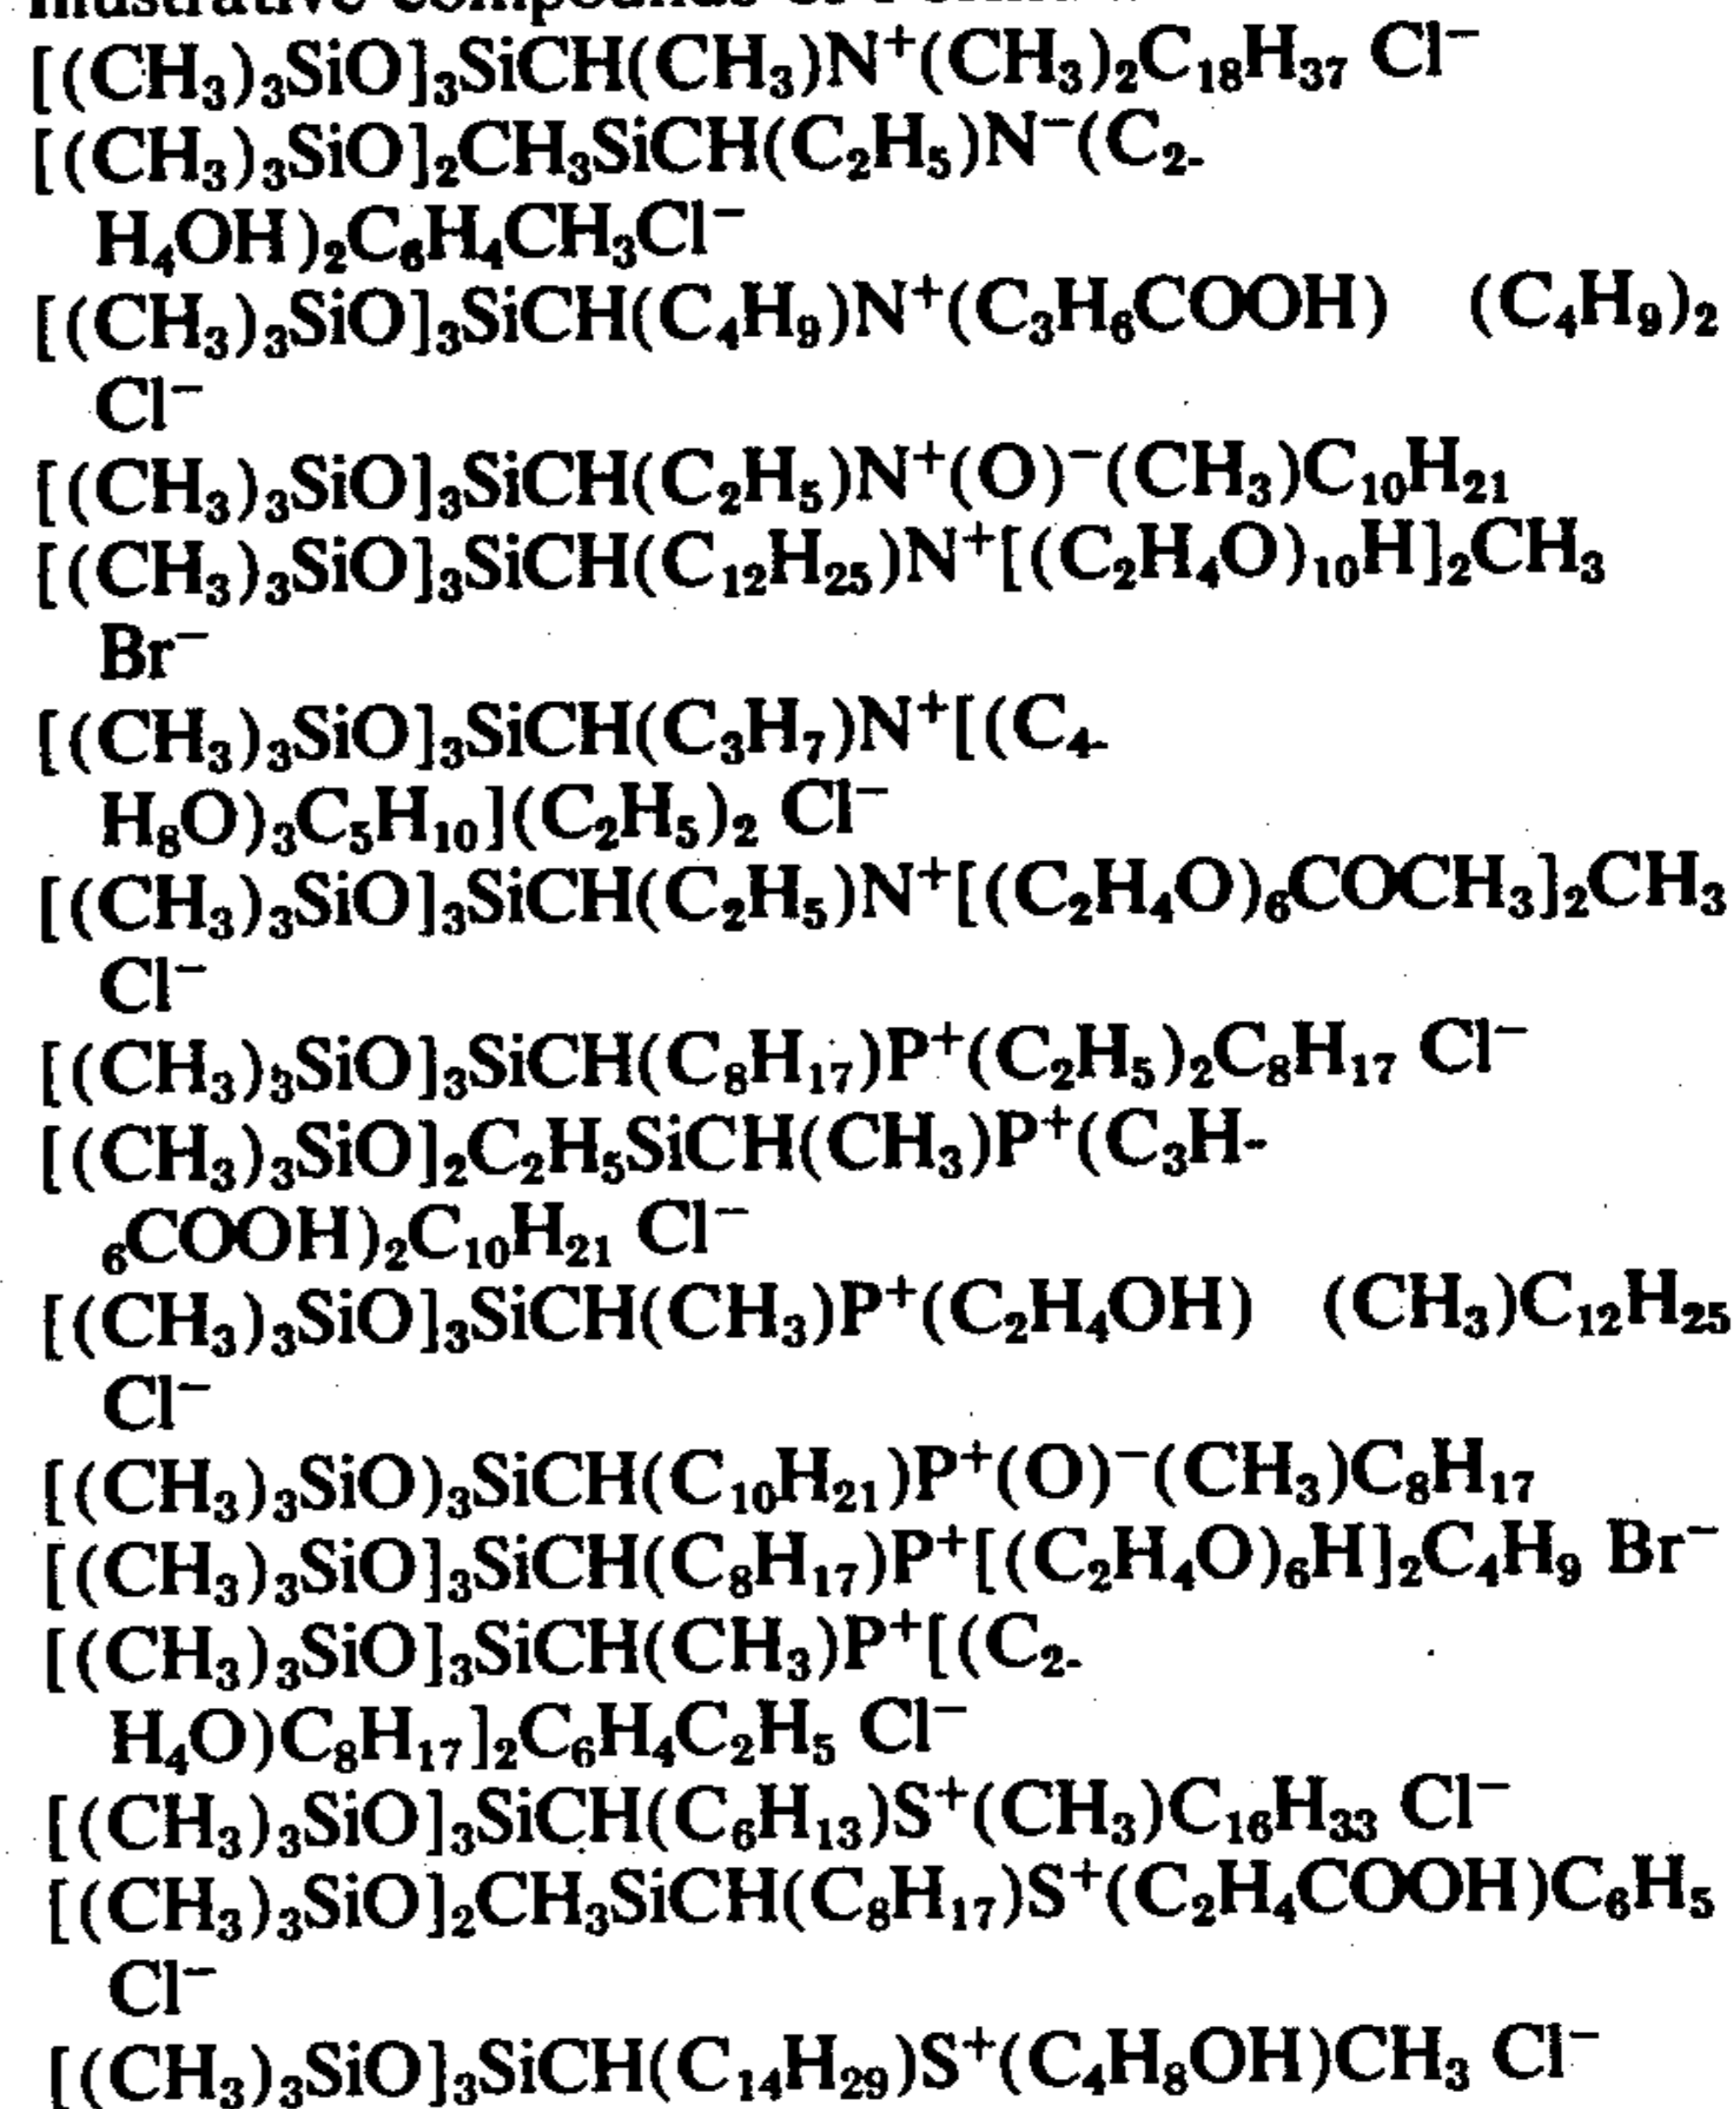 [(CH₃)₃SiO]₃SiCH(CH₃)N⁺(CH₃)₂C₁₈H₃₇ Cl⁻
[(CH₃)₃SiO]₂CH₃SiCH(C₂H₅)N⁻(C₂-
H₄OH)₂C₆H₄CH₃Cl⁻
[(CH₃)₃SiO]₃SiCH(C₄H₉)N⁺(C₃H₆COOH) (C₄H₉)₂
Cl⁻
[(CH₃)₃SiO]₃SiCH(C₂H₅)N⁺(O)⁻(CH₃)C₁₀H₂₁
[(CH₃)₃SiO]₃SiCH(C₁₂H₂₅)N⁺[(C₂H₄O)₁₀H]₂CH₃
Br⁻
[(CH₃)₃SiO]₃SiCH(C₃H₇)N⁺[(C₄-
H₈O)₃C₅H₁₀](C₂H₅)₂ Cl⁻
[(CH₃)₃SiO]₃SiCH(C₂H₅)N⁺[(C₂H₄O)₆COCH₃]₂CH₃
Cl⁻
[(CH₃)₃SiO]₃SiCH(C₈H₁₇)P⁺(C₂H₅)₂C₈H₁₇ Cl⁻
[(CH₃)₃SiO]₂C₂H₅SiCH(CH₃)P⁺(C₃H-
₆COOH)₂C₁₀H₂₁ Cl⁻
[(CH₃)₃SiO]₃SiCH(CH₃)P⁺(C₂H₄OH) (CH₃)C₁₂H₂₅
Cl⁻
[(CH₃)₃SiO)₃SiCH(C₁₀H₂₁)P⁺(O)⁻(CH₃)C₈H₁₇
[(CH₃)₃SiO]₃SiCH(C₈H₁₇)P⁺[(C₂H₄O)₆H]₂C₄H₉ Br⁻
[(CH₃)₃SiO]₃SiCH(CH₃)P⁺[(C₂-
H₄O)C₈H₁₇]₂C₆H₄C₂H₅ Cl⁻
[(CH₃)₃SiO]₃SiCH(C₆H₁₃)S⁺(CH₃)C₁₆H₃₃ Cl⁻
[(CH₃)₃SiO]₂CH₃SiCH(C₈H₁₇)S⁺(C₂H₄COOH)C₆H₅
Cl⁻
[(CH₃)₃SiO]₃SiCH(C₁₄H₂₉)S⁺(C₄H₈OH)CH₃ Cl⁻